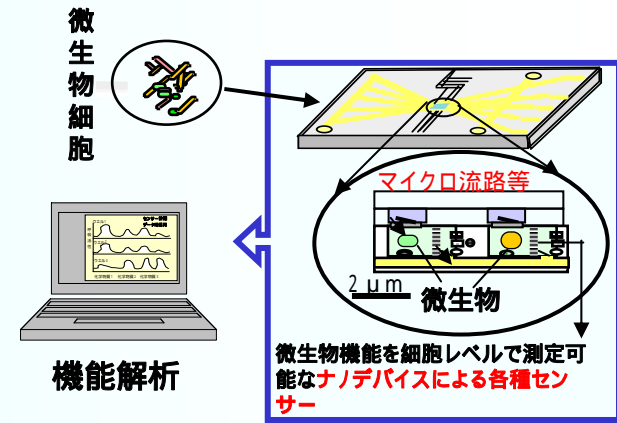 微生物細胞
マイクロ流路等
2 μm
微生物
微生物機能を細胞レベルで測定可
能なナノデバイスによる各種セン
サー
機能解析